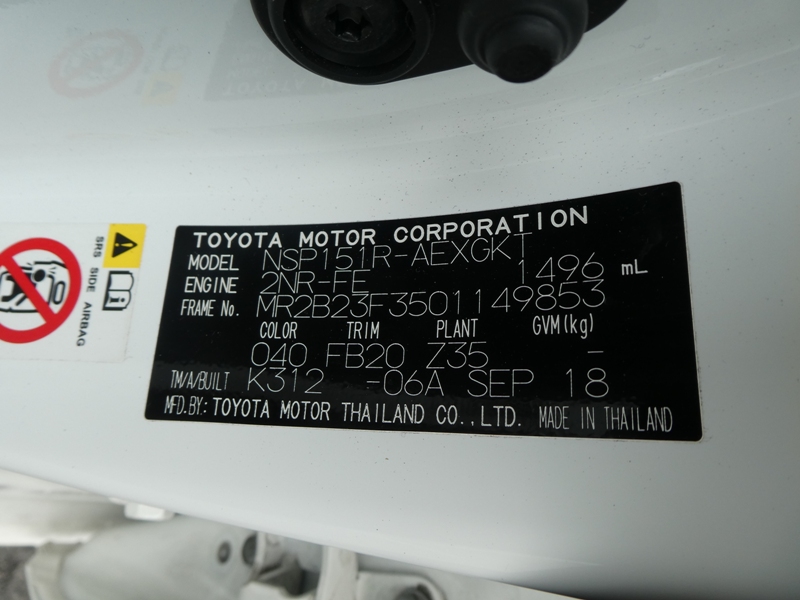 TOYOTA MOTOR CORPORATION
MODEL NSP151R-AEXGKT
ENGINE 2NR-FE 1496 mL
FRAME No. MR2B23F3501149853
COLOR TRIM PLANT GVM(kg)
040 FB20 Z35 -
TM/A/BUILT K312 -06A SEP 18
MFD.BY: TOYOTA MOTOR THAILAND CO.,LTD. MADE IN THAILAND
SRS SIDE AIRBAG